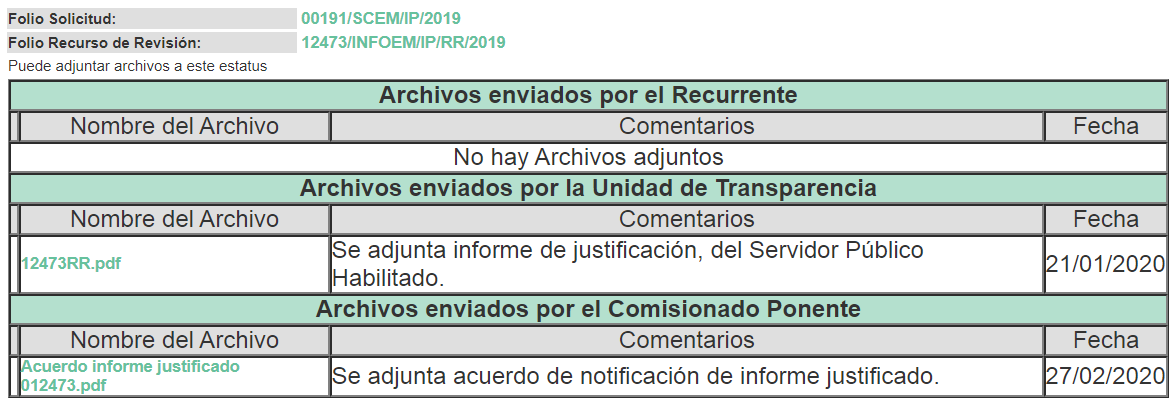 Folio Solicitud: 00191/SCEM/IP/2019
Folio Recurso de Revisión: 12473/INFOEM/IP/RR/2019
Puede adjuntar archivos a este estatus
Archivos enviados por el Recurrente
Nombre del Archivo Comentarios Fecha
No hay Archivos adjuntos
Archivos enviados por la Unidad de Transparencia
Nombre del Archivo Comentarios Fecha
12473RR.pdf Se adjunta informe de justificación, del Servidor Público Habilitado. 21/01/2020
Archivos enviados por el Comisionado Ponente
Nombre del Archivo Comentarios Fecha
Acuerdo informe justificado 012473.pdf Se adjunta acuerdo de notificación de informe justificado. 27/02/2020